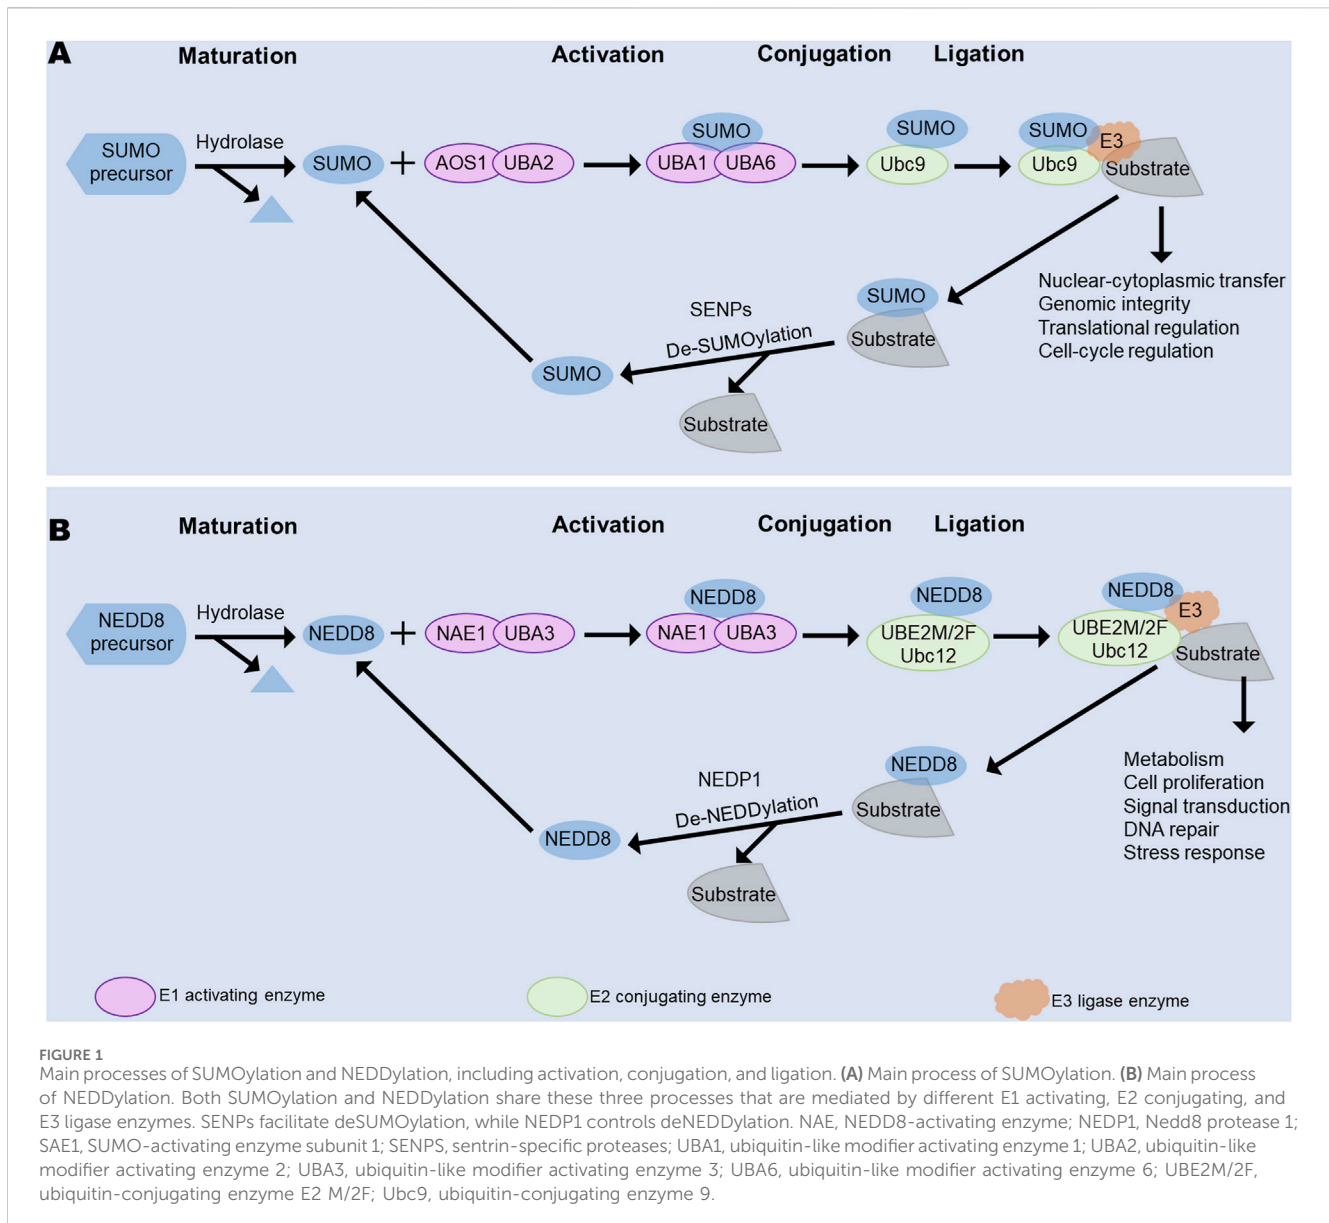 A
Maturation
Activation
Conjugation
Ligation
SUMO
precursor
Hydrolase
SUMO
+
AOS1
UBA2
SUMO
UBA1
UBA6
SUMO
Ubc9
SUMO
Ubc9
E3
Substrate
Nuclear-cytoplasmic transfer
Genomic integrity
Translational regulation
Cell-cycle regulation
SUMO
Substrate
SENPs
De-SUMOylation
SUMO
Substrate
B
Maturation
Activation
Conjugation
Ligation
NEDD8
precursor
Hydrolase
NEDD8
+
NAE1
UBA3
NEDD8
NAE1
UBA3
NEDD8
UBE2M/2F
Ubc12
NEDD8
UBE2M/2F
Ubc12
E3
Substrate
Metabolism
Cell proliferation
Signal transduction
DNA repair
Stress response
NEDD8
Substrate
NEDP1
De-NEDDylation
NEDD8
Substrate
E1 activating enzyme
E2 conjugating enzyme
E3 ligase enzyme
FIGURE 1
Main processes of SUMOylation and NEDDylation, including activation, conjugation, and ligation. (A) Main process of SUMOylation. (B) Main process
of NEDDylation. Both SUMOylation and NEDDylation share these three processes that are mediated by different E1 activating, E2 conjugating, and
E3 ligase enzymes. SENPs facilitate deSUMOylation, while NEDP1 controls deNEDDylation. NAE, NEDD8-activating enzyme; NEDP1, Nedd8 protease 1;
SAE1, SUMO-activating enzyme subunit 1; SENPS, sentrin-specific proteases; UBA1, ubiquitin-like modifier activating enzyme 1; UBA2, ubiquitin-like
modifier activating enzyme 2; UBA3, ubiquitin-like modifier activating enzyme 3; UBA6, ubiquitin-like modifier activating enzyme 6; UBE2M/2F,
ubiquitin-conjugating enzyme E2 M/2F; Ubc9, ubiquitin-conjugating enzyme 9.